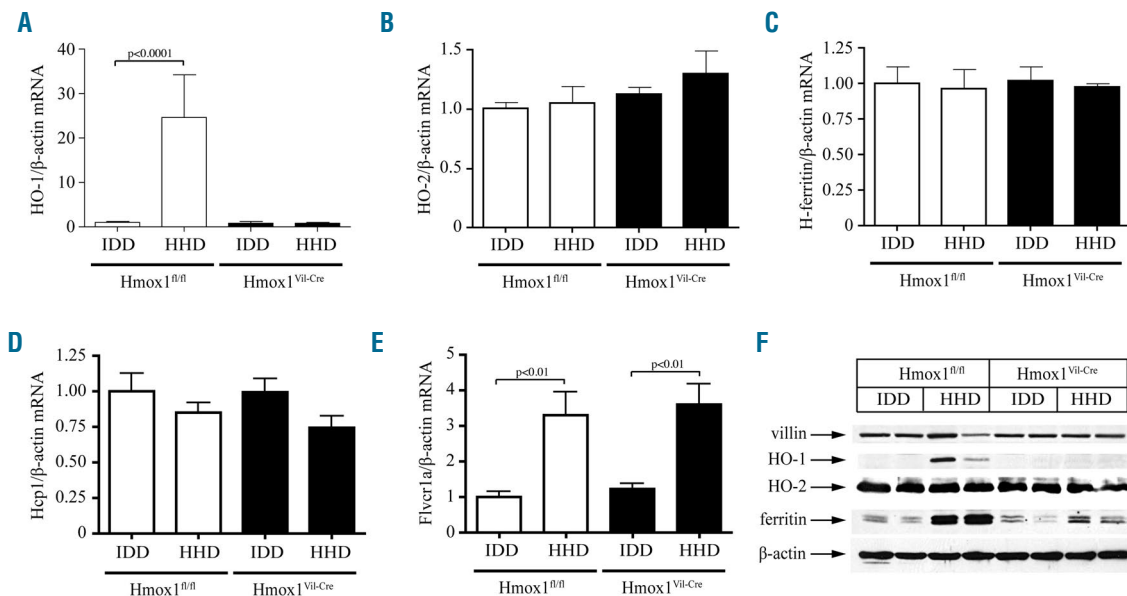 A
HO-1/β-actin mRNA
40
30
20
10
0
p<0.0001
IDD HHD IDD HHD
Hmox1fl/fl Hmox1Vil-Cre
B
HO-2/β-actin mRNA
1.5
1.0
0.5
0
IDD HHD IDD HHD
Hmox1fl/fl Hmox1Vil-Cre
C
H-ferritin/β-actin mRNA
1.25
1.00
0.75
0.50
0.25
0
IDD HHD IDD HHD
Hmox1fl/fl Hmox1Vil-Cre
D
Hcp1/β-actin mRNA
1.25
1.00
0.75
0.50
0.25
0
IDD HHD IDD HHD
Hmox1fl/fl Hmox1Vil-Cre
E
Flvcr1a/β-actin mRNA
5
4
3
2
1
0
p<0.01 p<0.01
IDD HHD IDD HHD
Hmox1fl/fl Hmox1Vil-Cre
F
Hmox1fl/fl Hmox1Vil-Cre
IDD HHD IDD HHD
villin
HO-1
HO-2
ferritin
β-actin